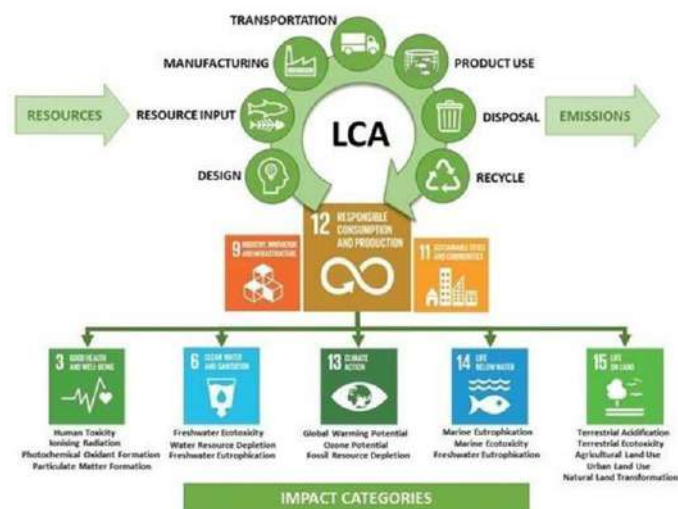 TRANSPORTATION
MANUFACTURING
PRODUCT USE
RESOURCES
RESOURCE INPUT
LCA
DISPOSAL
EMISSIONS
DESIGN
RECYCLE
12 RESPONSIBLE
CONSUMPTION
AND PRODUCTION
9 INDUSTRY, INNOVATION
AND INFRASTRUCTURE
11 SUSTAINABLE CITIES
AND COMMUNITIES
3 GOOD HEALTH
AND WELL-BEING
6 CLEAN WATER
AND SANITATION
13 CLIMATE
ACTION
14 LIFE
BELOW WATER
15 LIFE
ON LAND
Human Toxicity
Ionising Radiation
Photochemical Oxidant Formation
Particulate Matter Formation
Freshwater Ecotoxicity
Water Resource Depletion
Freshwater Eutrophication
Global Warming Potential
Ozone Potential
Fossil Resource Depletion
Marine Eutrophication
Marine Ecotoxicity
Freshwater Eutrophication
Terrestrial Acidification
Terrestrial Ecotoxicity
Agricultural Land Use
Urban Land Use
Natural Land Transformation
IMPACT CATEGORIES